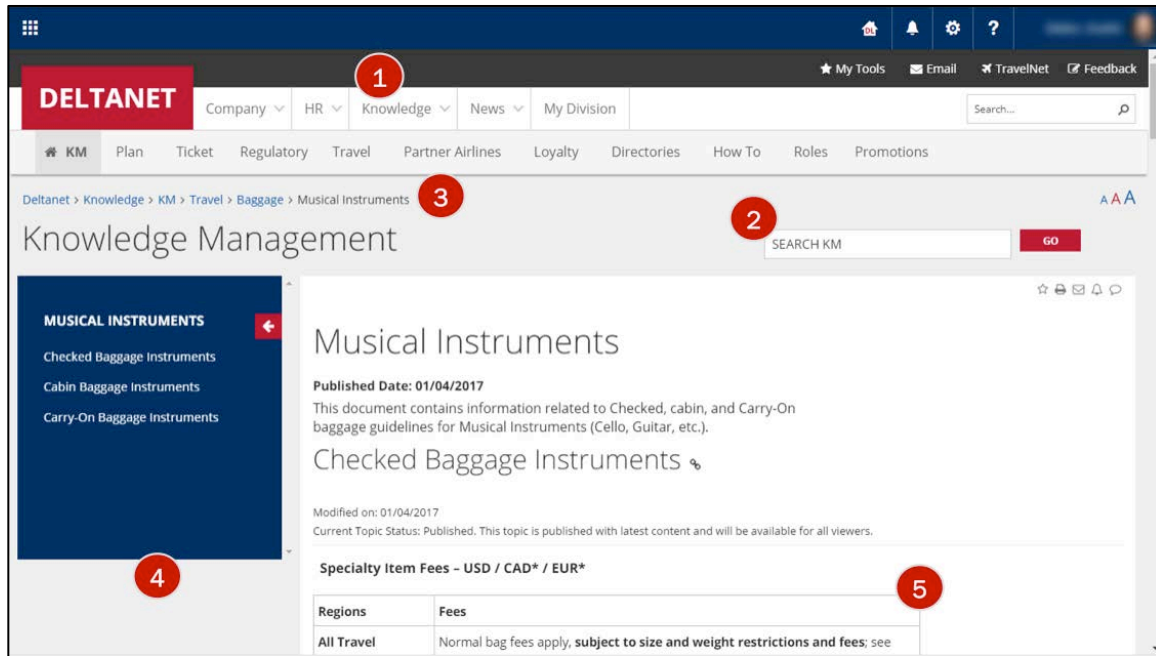 ?
My Tools Email TravelNet Feedback
1
DELTANET Company HR Knowledge News My Division Search...
KM Plan Ticket Regulatory Travel Partner Airlines Loyalty Directories How To Roles Promotions
Deltanet > Knowledge > KM > Travel > Baggage > Musical Instruments 3 A A A
Knowledge Management
2
SEARCH KM GO
MUSICAL INSTRUMENTS
Checked Baggage Instruments
Cabin Baggage Instruments
Carry-On Baggage Instruments
4
Musical Instruments
Published Date: 01/04/2017
This document contains information related to Checked, cabin, and Carry-On
baggage guidelines for Musical Instruments (Cello, Guitar, etc.).
Checked Baggage Instruments
Modified on: 01/04/2017
Current Topic Status: Published. This topic is published with latest content and will be available for all viewers.
Specialty Item Fees – USD / CAD* / EUR*
5
Regions Fees
All Travel Normal bag fees apply, subject to size and weight restrictions and fees; see